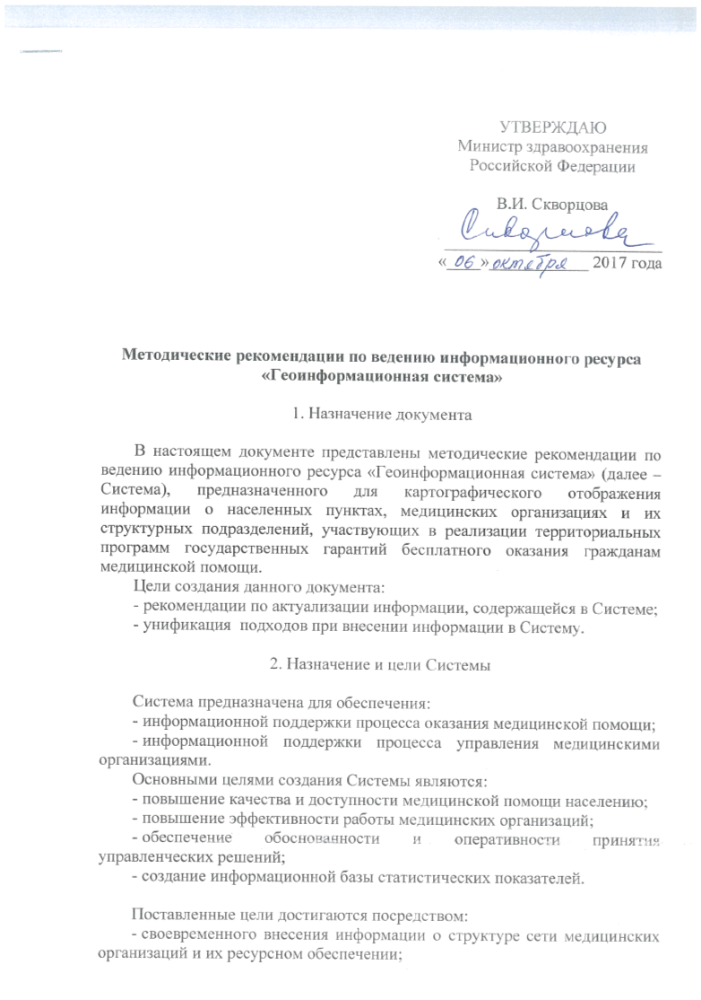 УТВЕРЖДАЮ
Министр здравоохранения
Российской Федерации
В.И. Скворцова
Скворцова
«06» октября 2017 года
Методические рекомендации по ведению информационного ресурса
«Геоинформационная система»
1. Назначение документа
В настоящем документе представлены методические рекомендации по
ведению информационного ресурса «Геоинформационная система» (далее –
Система), предназначенного для картографического отображения
информации о населенных пунктах, медицинских организациях и их
структурных подразделений, участвующих в реализации территориальных
программ государственных гарантий бесплатного оказания гражданам
медицинской помощи.
Цели создания данного документа:
- рекомендации по актуализации информации, содержащейся в Системе;
- унификация подходов при внесении информации в Систему.
2. Назначение и цели Системы
Система предназначена для обеспечения:
- информационной поддержки процесса оказания медицинской помощи;
- информационной поддержки процесса управления медицинскими
организациями.
Основными целями создания Системы являются:
- повышение качества и доступности медицинской помощи населению;
- повышение эффективности работы медицинских организаций;
- обеспечение обоснованности и оперативности принятия
управленческих решений;
- создание информационной базы статистических показателей.
Поставленные цели достигаются посредством:
- своевременного внесения информации о структуре сети медицинских
организаций и их ресурсном обеспечении;